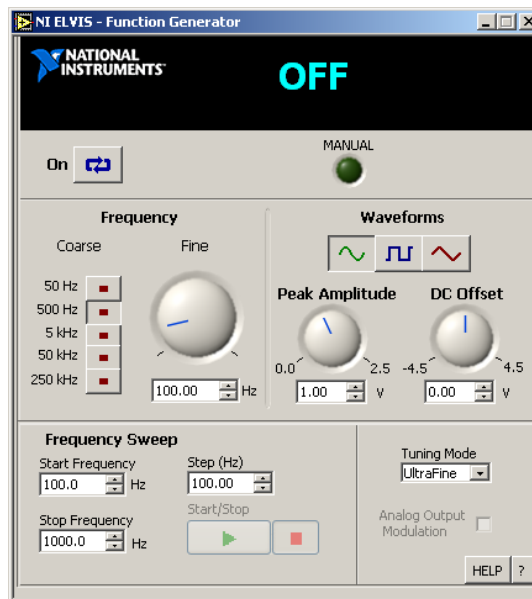 NI ELVIS - Function Generator
NATIONAL
INSTRUMENTS™
OFF
On
MANUAL
Frequency
Coarse
Fine
50 Hz
500 Hz
5 kHz
50 kHz
250 kHz
100.00 Hz
Waveforms
Peak Amplitude
0.0 2.5
1.00 V
DC Offset
-4.5 4.5
0.00 V
Frequency Sweep
Start Frequency
100.0 Hz
Step (Hz)
100.00
Stop Frequency
1000.0 Hz
Start/Stop
Tuning Mode
UltraFine
Analog Output
Modulation
HELP ?